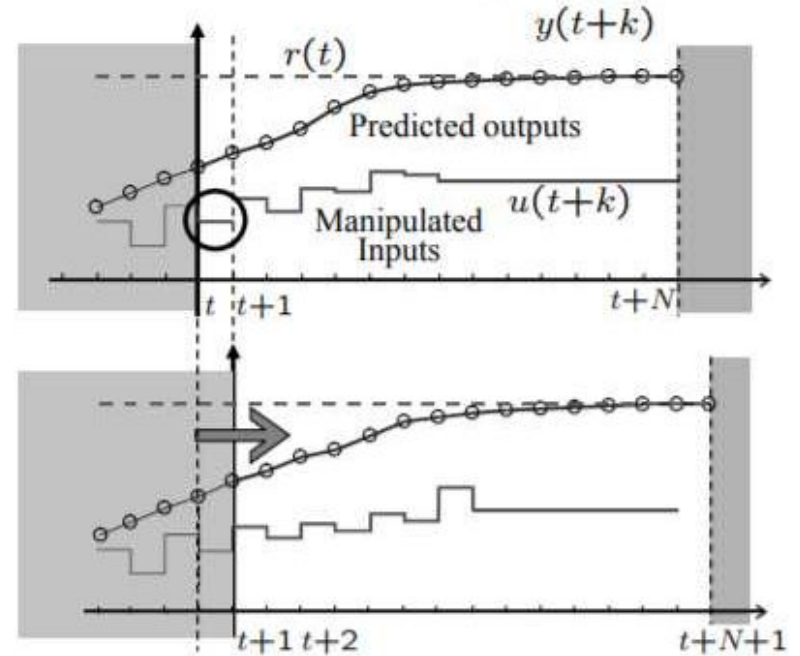 y(t+k)
r(t)
Predicted outputs
u(t+k)
Manipulated
Inputs
t t+1 t+N
t+1 t+2 t+N+1